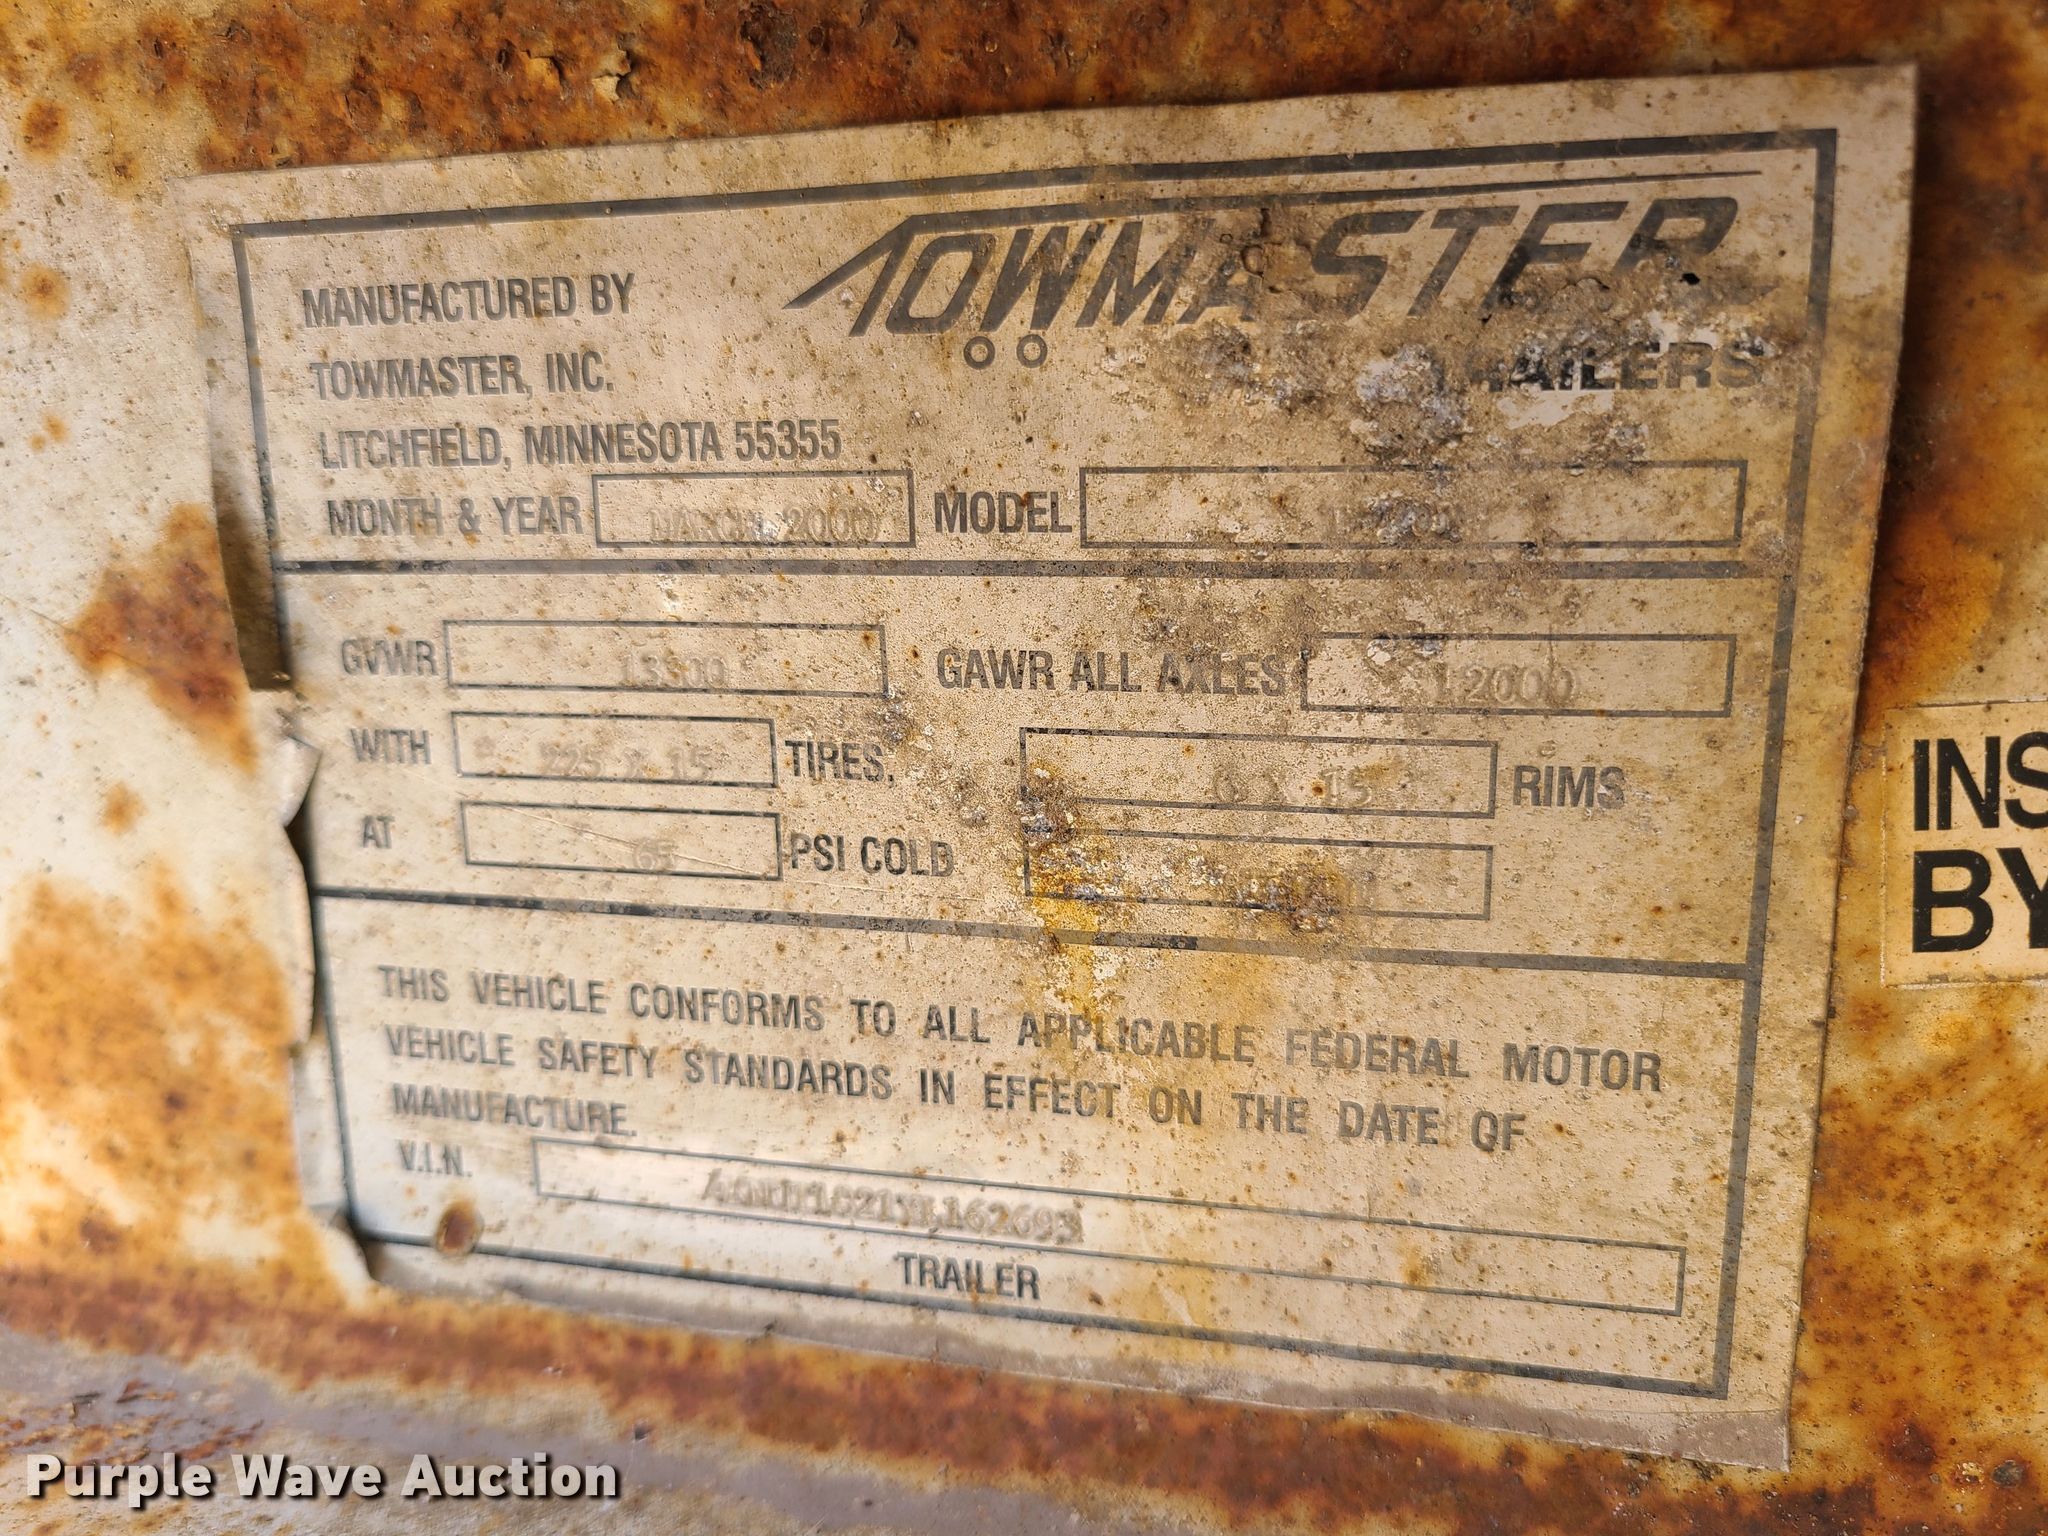 TOWMASTER
TRAILERS
MANUFACTURED BY
TOWMASTER, INC.
LITCHFIELD, MINNESOTA 55355
MONTH & YEAR MARCH, 2000 MODEL
GVWR GAWR ALL AXLES 12000
WITH 225 X 15 TIRES. 6 X 15 RIMS
AT 65 PSI COLD
THIS VEHICLE CONFORMS TO ALL APPLICABLE FEDERAL MOTOR
VEHICLE SAFETY STANDARDS IN EFFECT ON THE DATE OF
MANUFACTURE.
V.I.N.
TRAILER
INS
BY
Purple Wave Auction